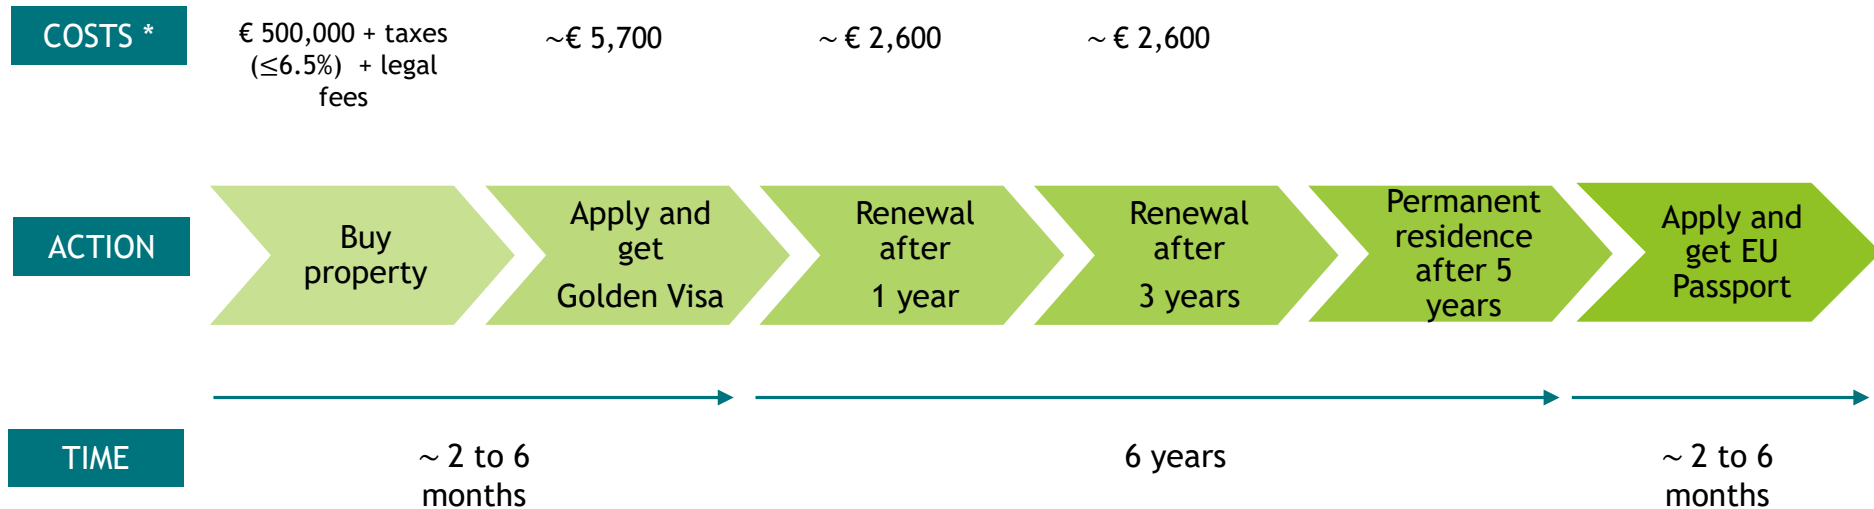 COSTS *
€ 500,000 + taxes
(≤6.5%) + legal
fees
~€ 5,700
~ € 2,600
~ € 2,600
ACTION
Buy
property
Apply and
get
Golden Visa
Renewal
after
1 year
Renewal
after
3 years
Permanent
residence
after 5
years
Apply and
get EU
Passport
TIME
~ 2 to 6
months
6 years
~ 2 to 6
months